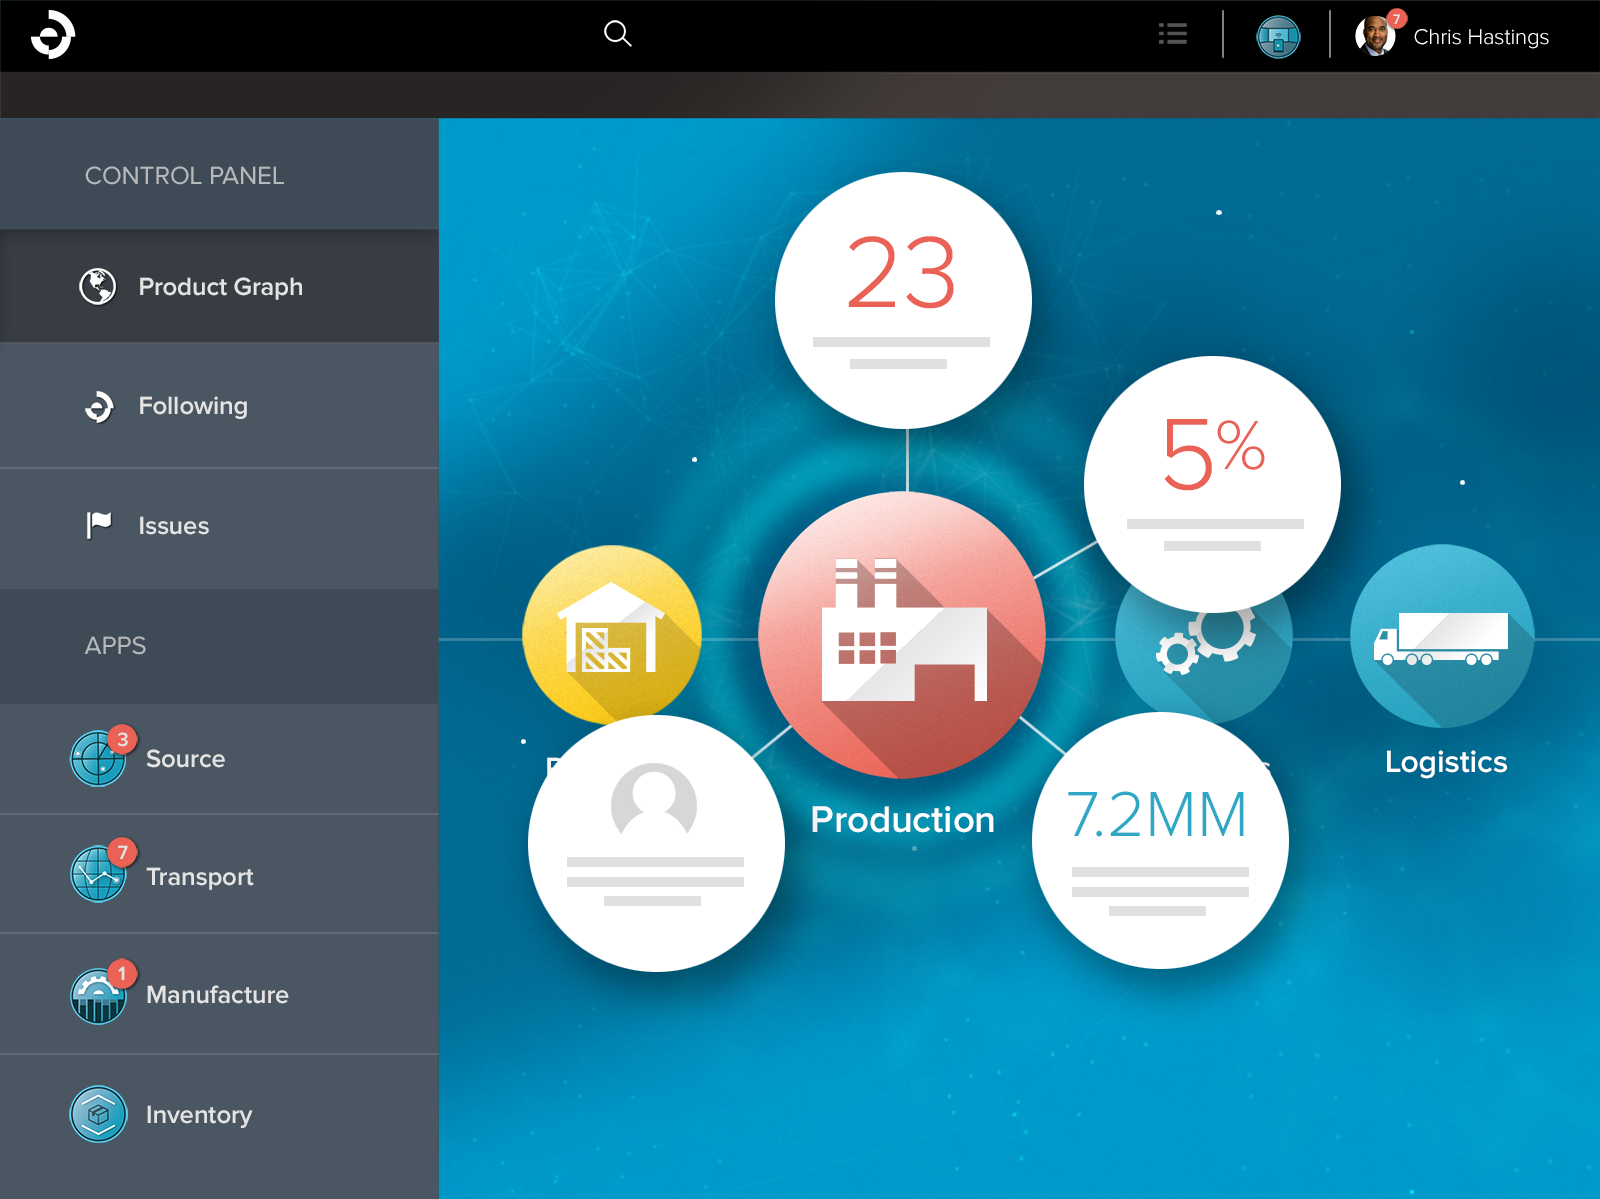 7
Chris Hastings
CONTROL PANEL
Product Graph
Following
Issues
APPS
3
Source
7
Transport
1
Manufacture
Inventory
23
5%
Logistics
Production
7.2MM